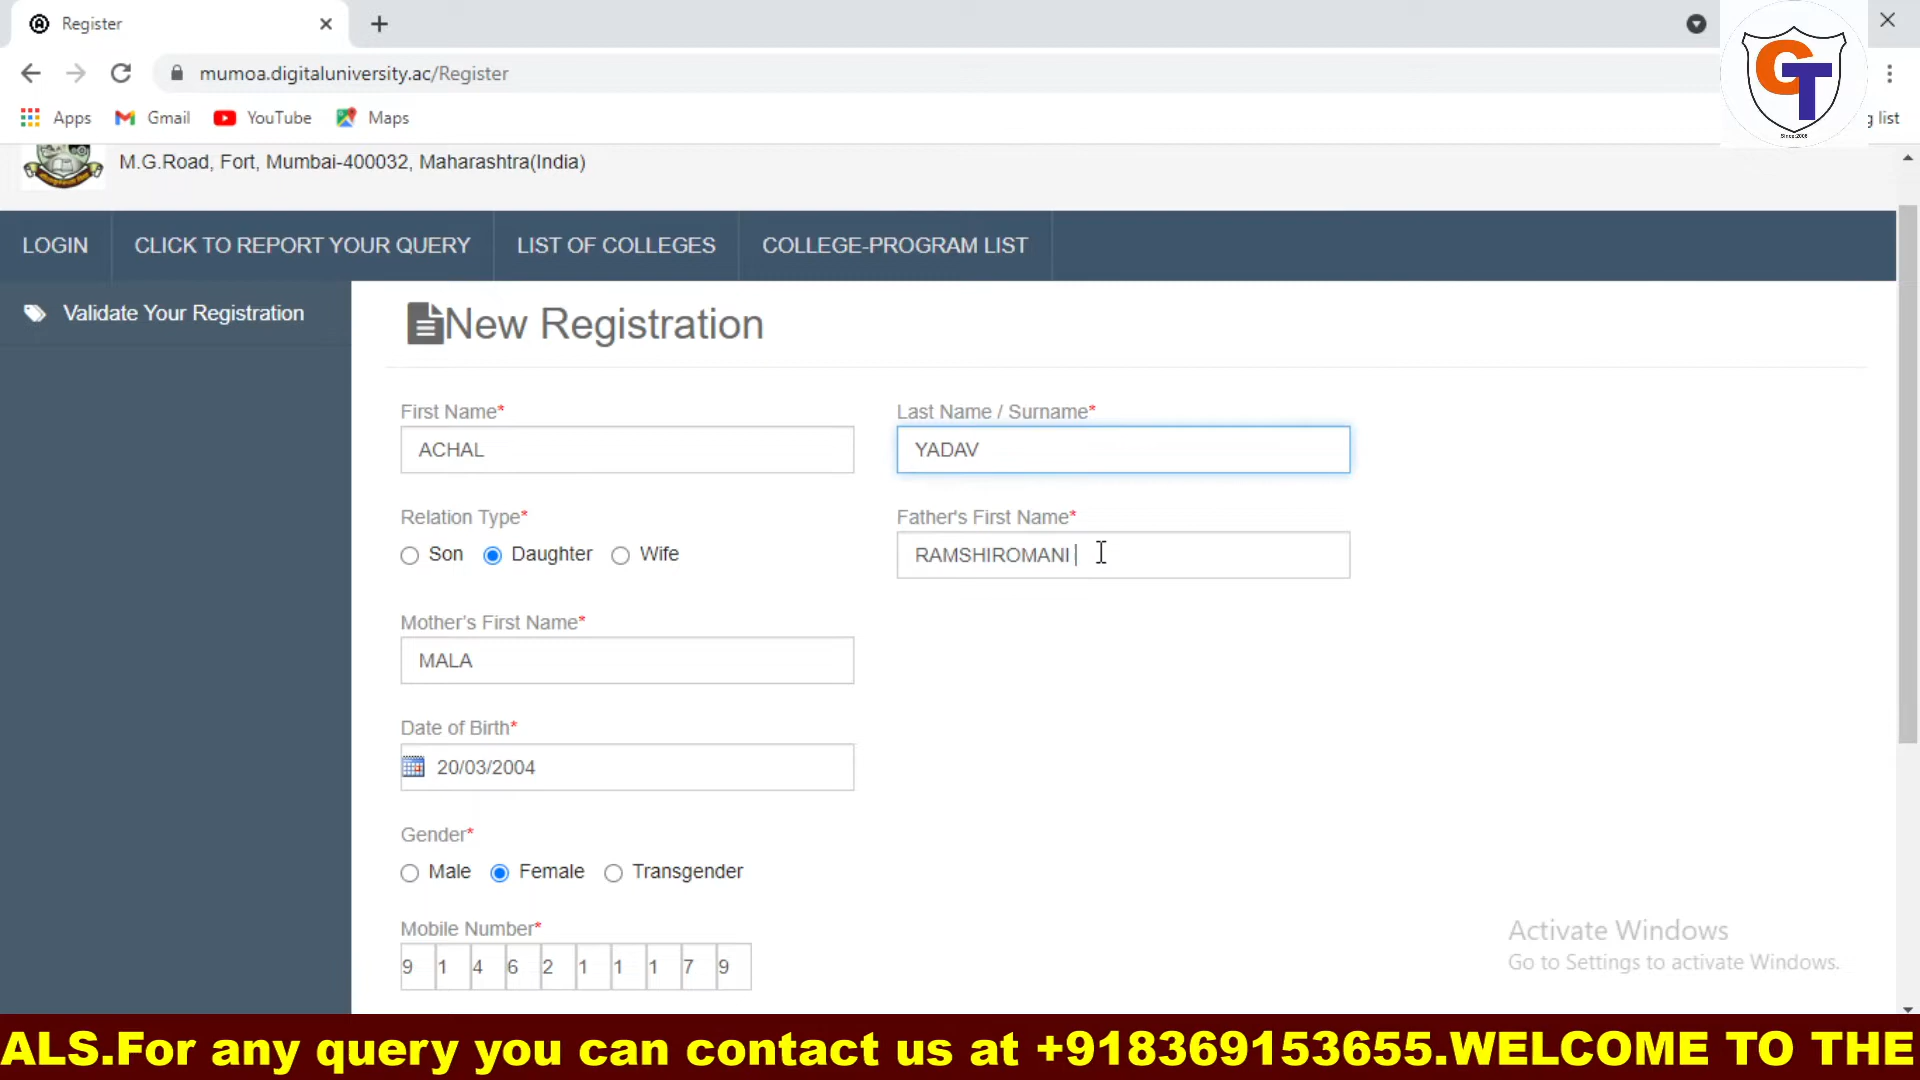 Register
mumoa.digitaluniversity.ac/Register
Apps Gmail YouTube Maps
g list
GT
Since:2006
M.G.Road, Fort, Mumbai-400032, Maharashtra(India)
LOGIN CLICK TO REPORT YOUR QUERY LIST OF COLLEGES COLLEGE-PROGRAM LIST
Validate Your Registration
New Registration
First Name* Last Name / Surname*
ACHAL YADAV
Relation Type* Father's First Name*
Son Daughter Wife RAMSHIROMANI
Mother's First Name*
MALA
Date of Birth*
20/03/2004
Gender*
Male Female Transgender
Mobile Number*
9 1 4 6 2 1 1 1 7 9
Activate Windows
Go to Settings to activate Windows.
ALS.For any query you can contact us at +918369153655.WELCOME TO THE